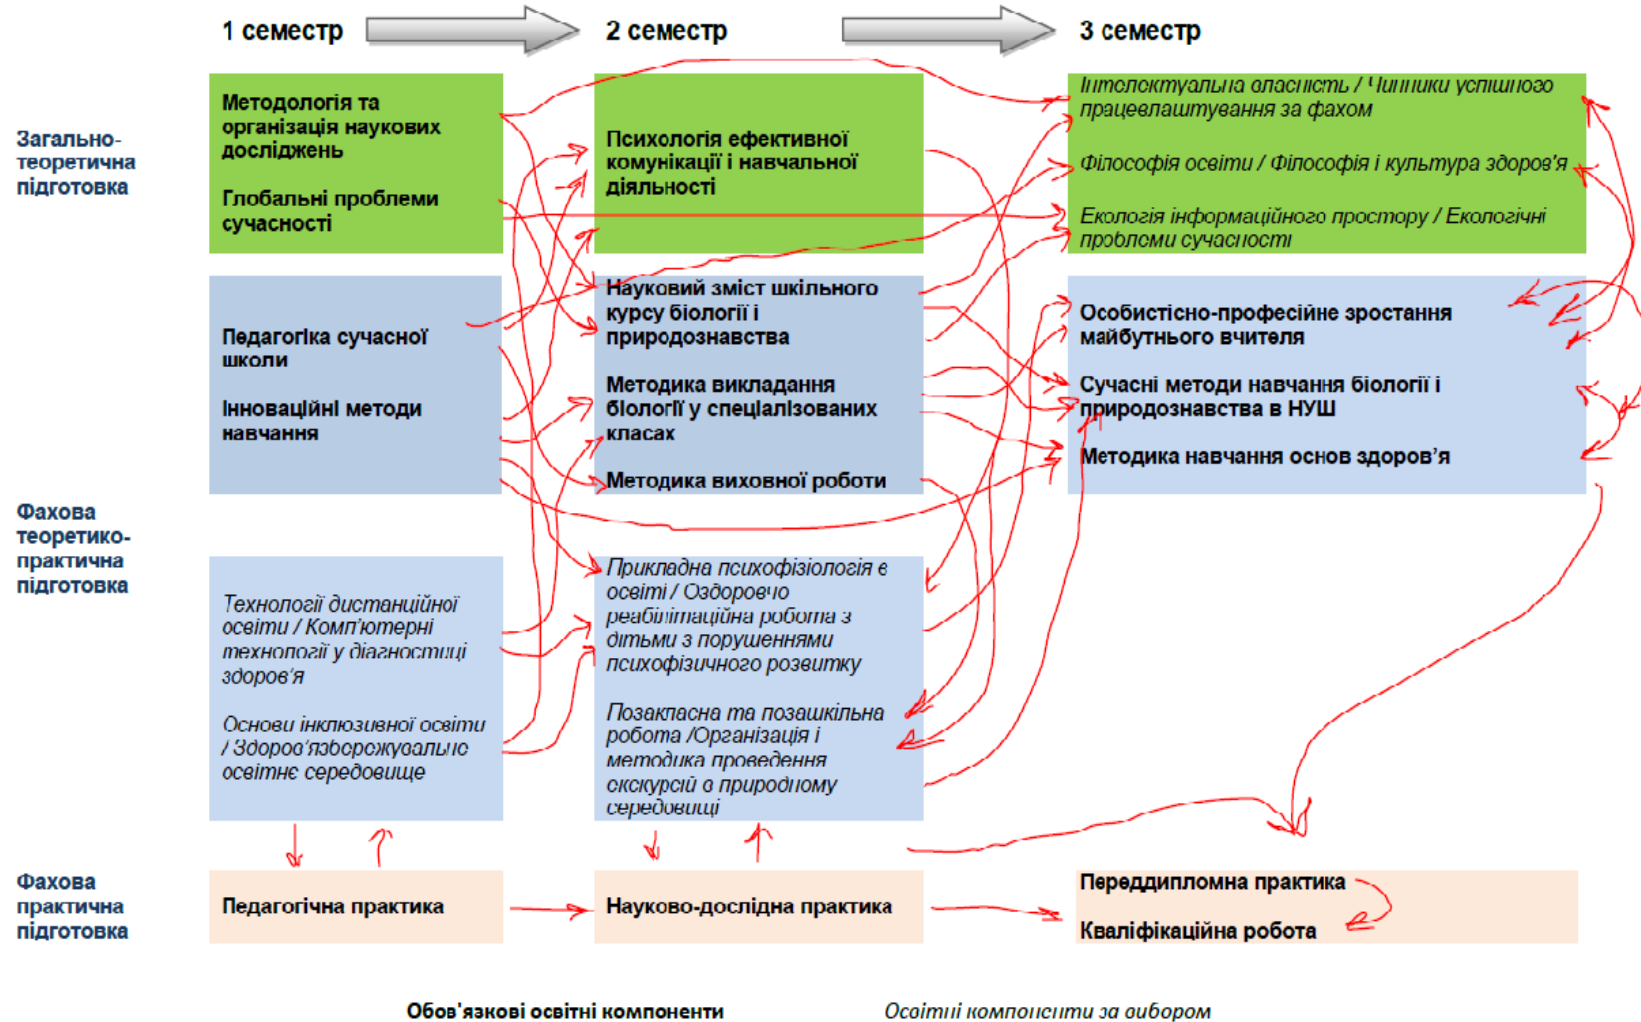 1 семестр
2 семестр
3 семестр
Загально-
теоретична
підготовка
Методологія та
організація наукових
досліджень
Глобальні проблеми
сучасності
Психологія ефективної
комунікації і навчальної
діяльності
Інтелектуальна власність / Чинники успішного
працевлаштування за фахом
Філософія освіти / Філософія і культура здоров'я
Екологія інформаційного простору / Екологічні
проблеми сучасності
Фахова
теоретико-
практична
підготовка
Педагогіка сучасної
школи
Інноваційні методи
навчання
Науковий зміст шкільного
курсу біології і
природознавства
Методика викладання
біології у спеціалізованих
класах
Методика виховної роботи
Особистісно-професійне зростання
майбутнього вчителя
Сучасні методи навчання біології і
природознавства в НУШ
Методика навчання основ здоров’я
Технології дистанційної
освіти / Комп’ютерні
технології у діагностиці
здоров’я
Основи інклюзивної освіти
/ Здоров’язбережувальне
освітнє середовище
Прикладна психофізіологія в
освіті / Оздоровчо
реабілітаційна робота з
дітьми з порушеннями
психофізичного розвитку
Позакласна та позашкільна
робота /Організація і
методика проведення
екскурсій в природному
середовищі
Фахова
практична
підготовка
Педагогічна практика
Науково-дослідна практика
Переддипломна практика
Кваліфікаційна робота
Обов'язкові освітні компоненти
Освітні компоненти за вибором